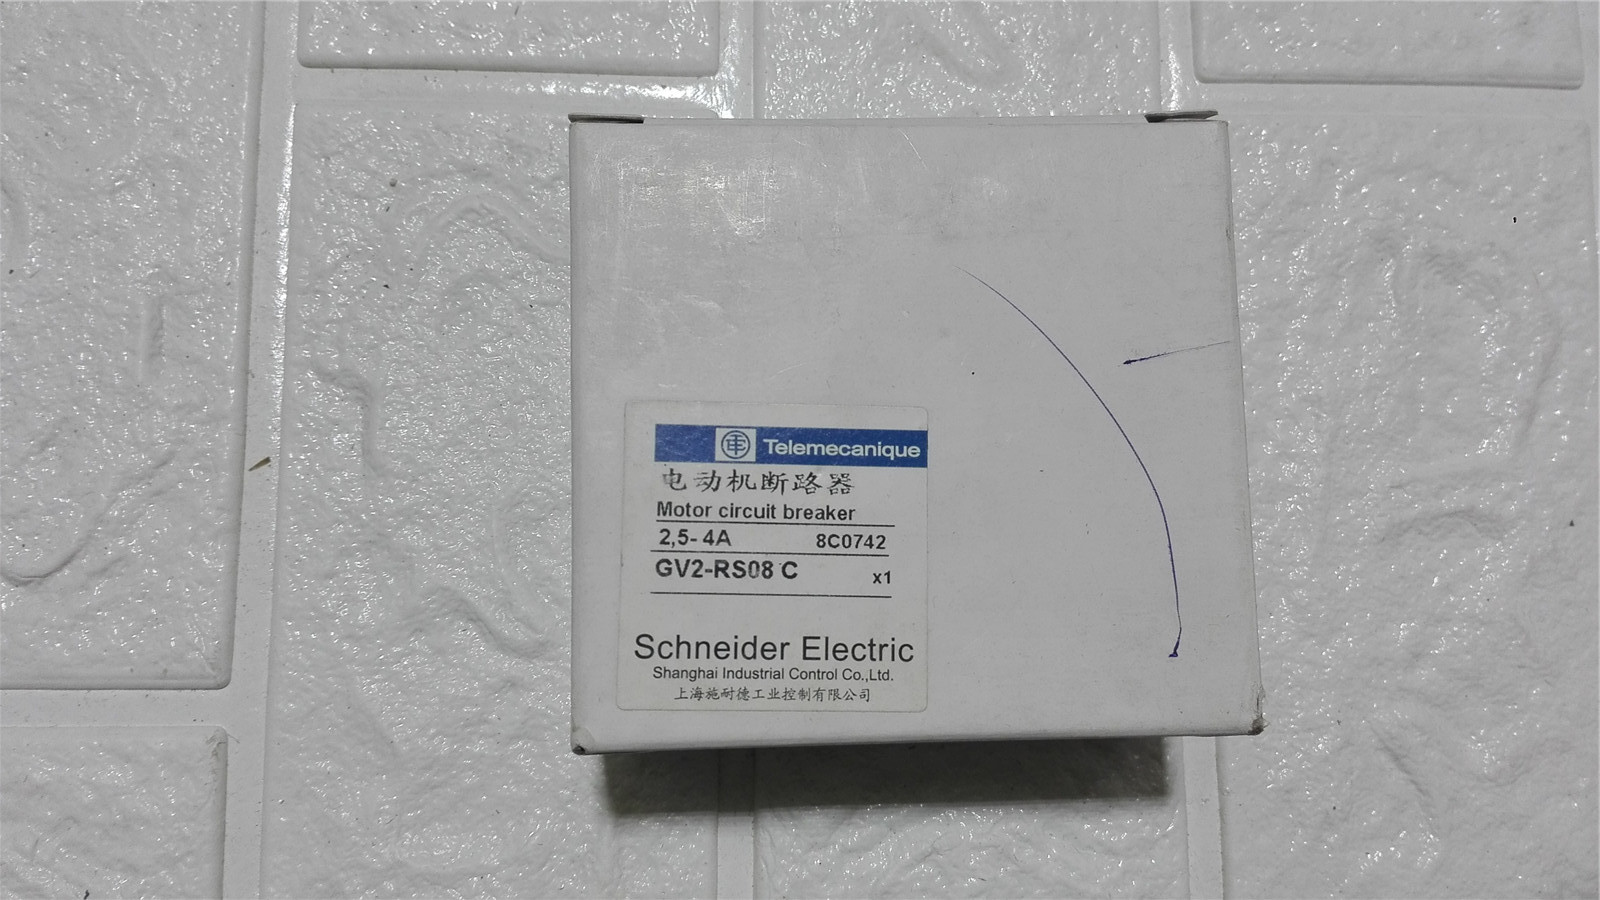 Telemecanique
电动机断路器
Motor circuit breaker
2,5-4A 8C0742
GV2-RS08 C x1
Schneider Electric
Shanghai Industrial Control Co.,Ltd.
上海施耐德工业控制有限公司